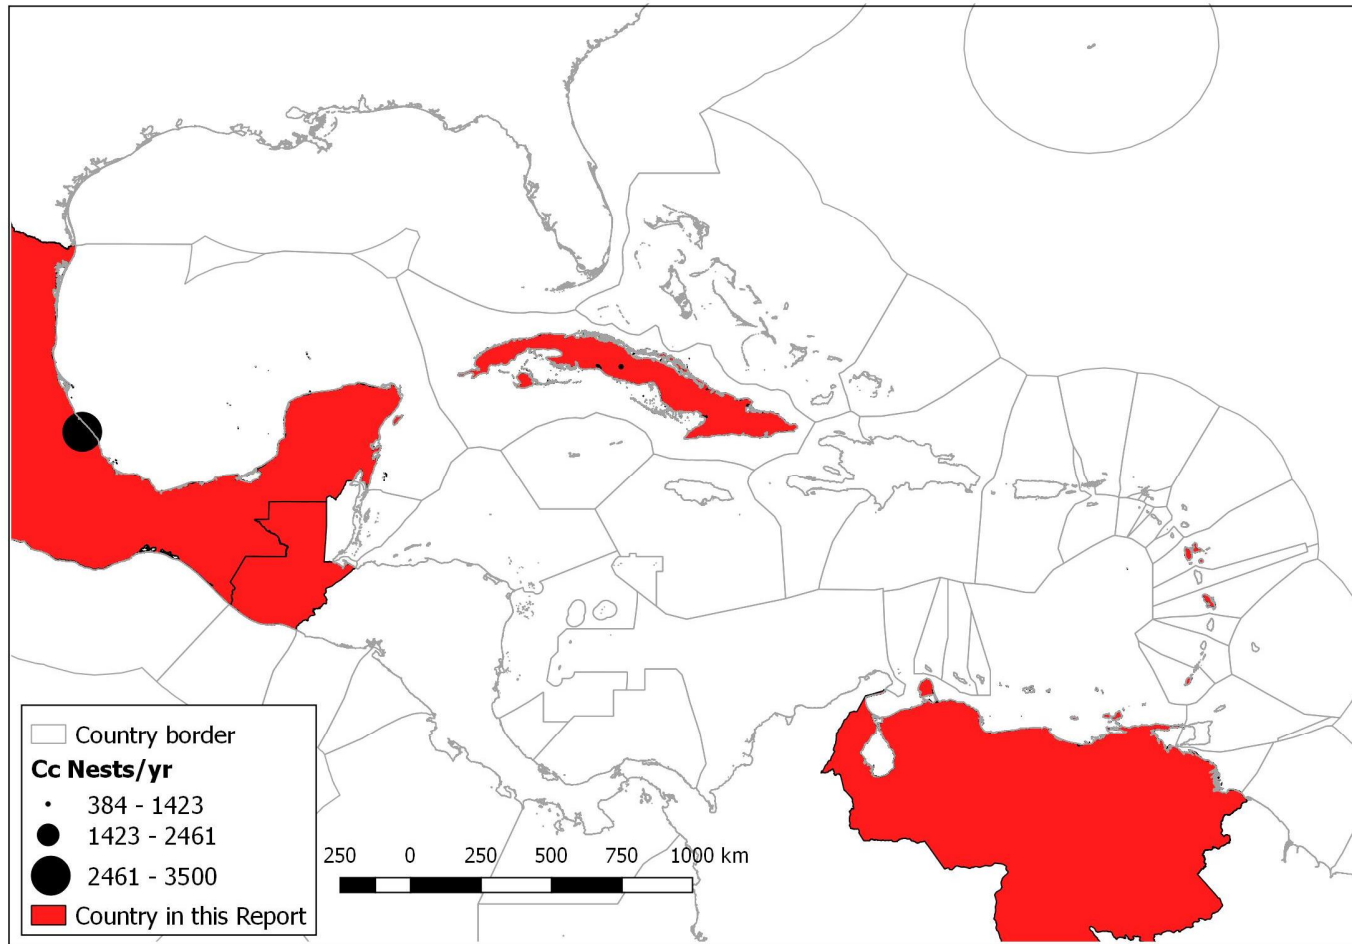 Country border
Cc Nests/yr
384 - 1423
1423 - 2461
2461 - 3500
Country in this Report
250 0 250 500 750 1000 km